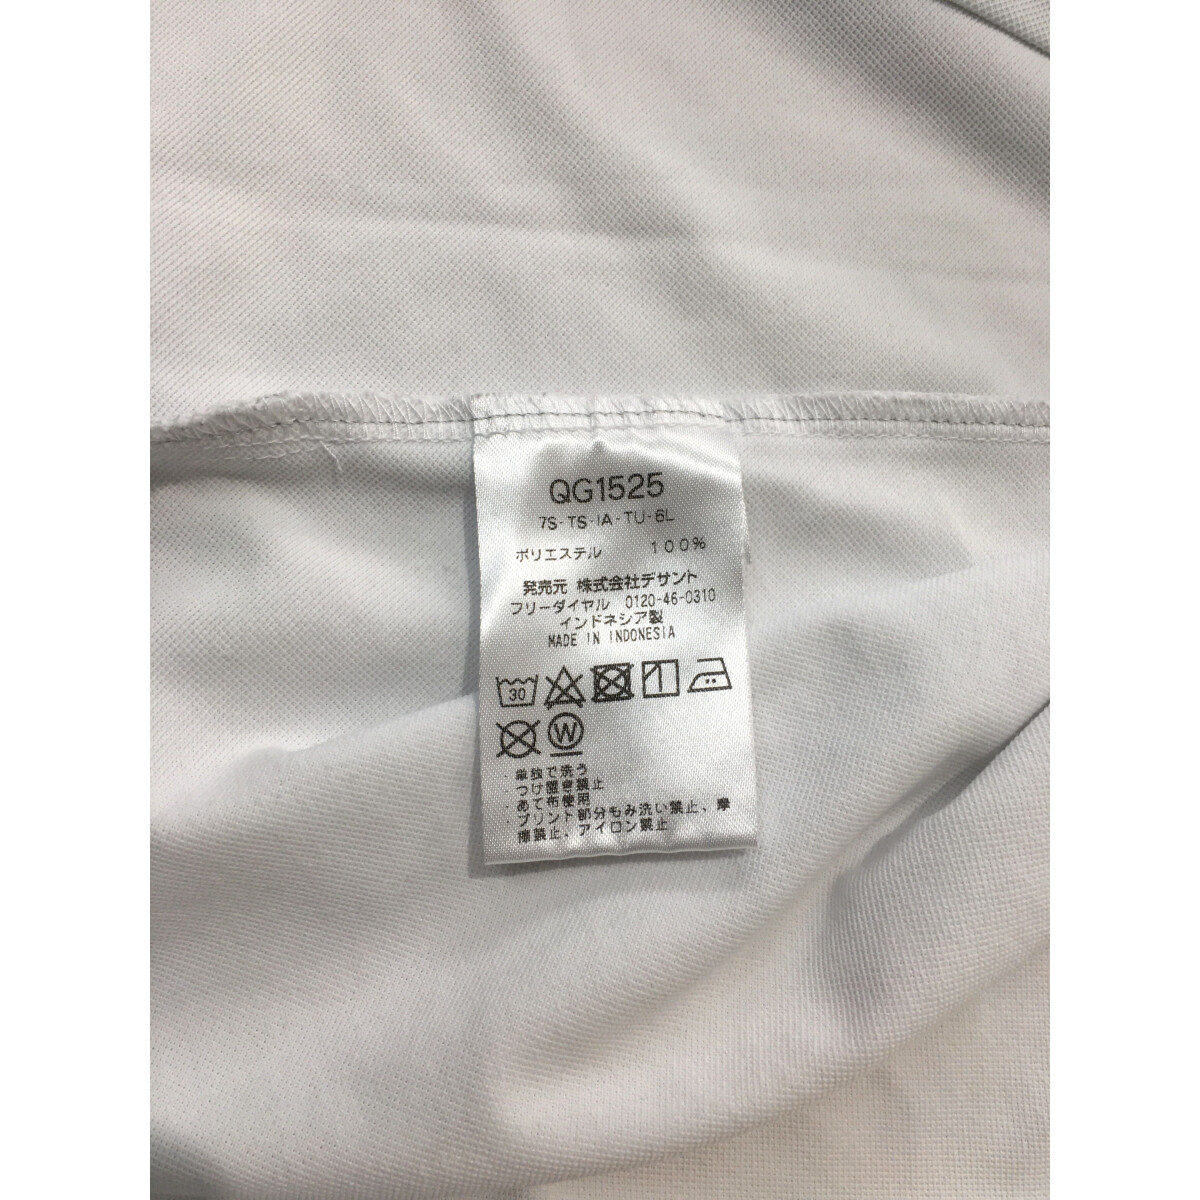 QG1525
7S-TS-IA-TU-6L
ポリエステル 100%
発売元 株式会社デサント
フリーダイヤル 0120-46-0310
インドネシア製
MADE IN INDONESIA
30
W
・単独で洗う
つけ置き禁止
・あて布使用
・プリント部分もみ洗い禁止、摩
擦禁止、アイロン禁止